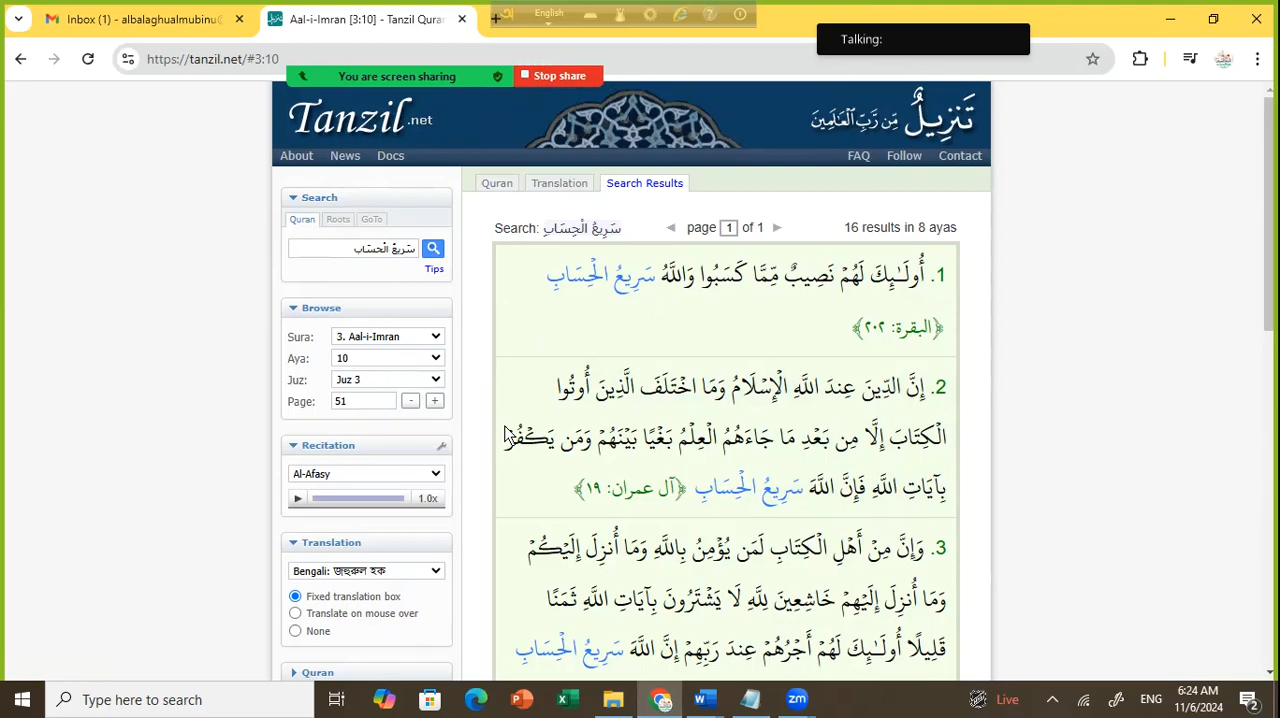 Inbox (1) - albalaghualmubinu@
Aal-i-Imran [3:10] - Tanzil Quran
English
Talking:
https://tanzil.net/#3:10
You are screen sharing
Stop share
Tanzil.net
تَنزِيلٌ مِّن رَّبِّ الْعَالَمِينَ
About News Docs
FAQ Follow Contact
Search
Quran Roots GoTo
سَرِيعُ الْحِسَابِ
Tips
Browse
Sura: 3. Aal-i-Imran
Aya: 10
Juz: Juz 3
Page: 51 - +
Recitation
Al-Afasy
1.0x
Translation
Bengali: জহুরুল হক
Fixed translation box
Translate on mouse over
None
Quran
Quran Translation Search Results
Search: سَرِيعُ الْحِسَابِ page 1 of 1 16 results in 8 ayas
1. أُولَـٰئِكَ لَهُمْ نَصِيبٌ مِّمَّا كَسَبُوا وَاللَّهُ سَرِيعُ الْحِسَابِ
﴿البقرة: ٢٠٢﴾
2. إِنَّ الدِّينَ عِندَ اللَّهِ الْإِسْلَامُ وَمَا اخْتَلَفَ الَّذِينَ أُوتُوا
الْكِتَابَ إِلَّا مِن بَعْدِ مَا جَاءَهُمُ الْعِلْمُ بَغْيًا بَيْنَهُمْ وَمَن يَكْفُرْ
بِآيَاتِ اللَّهِ فَإِنَّ اللَّهَ سَرِيعُ الْحِسَابِ ﴿آل عمران: ١٩﴾
3. وَإِنَّ مِنْ أَهْلِ الْكِتَابِ لَمَن يُؤْمِنُ بِاللَّهِ وَمَا أُنزِلَ إِلَيْكُمْ
وَمَا أُنزِلَ إِلَيْهِمْ خَاشِعِينَ لِلَّهِ لَا يَشْتَرُونَ بِآيَاتِ اللَّهِ ثَمَنًا
قَلِيلًا أُولَـٰئِكَ لَهُمْ أَجْرُهُمْ عِندَ رَبِّهِمْ إِنَّ اللَّهَ سَرِيعُ الْحِسَابِ
Type here to search
Live
ENG
6:24 AM
11/6/2024
2